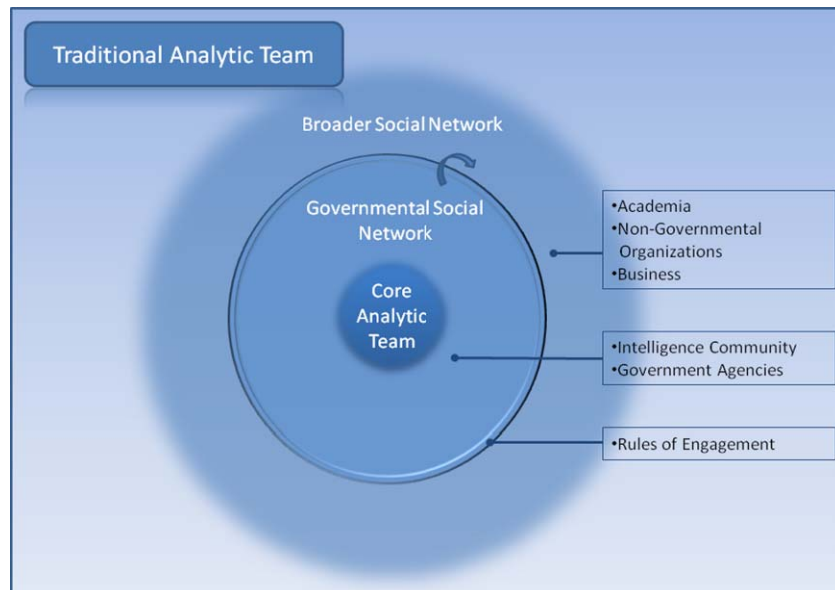 Traditional Analytic Team
Broader Social Network
Governmental Social
Network
Core
Analytic
Team
•Academia
•Non-Governmental
Organizations
•Business
•Intelligence Community
•Government Agencies
•Rules of Engagement